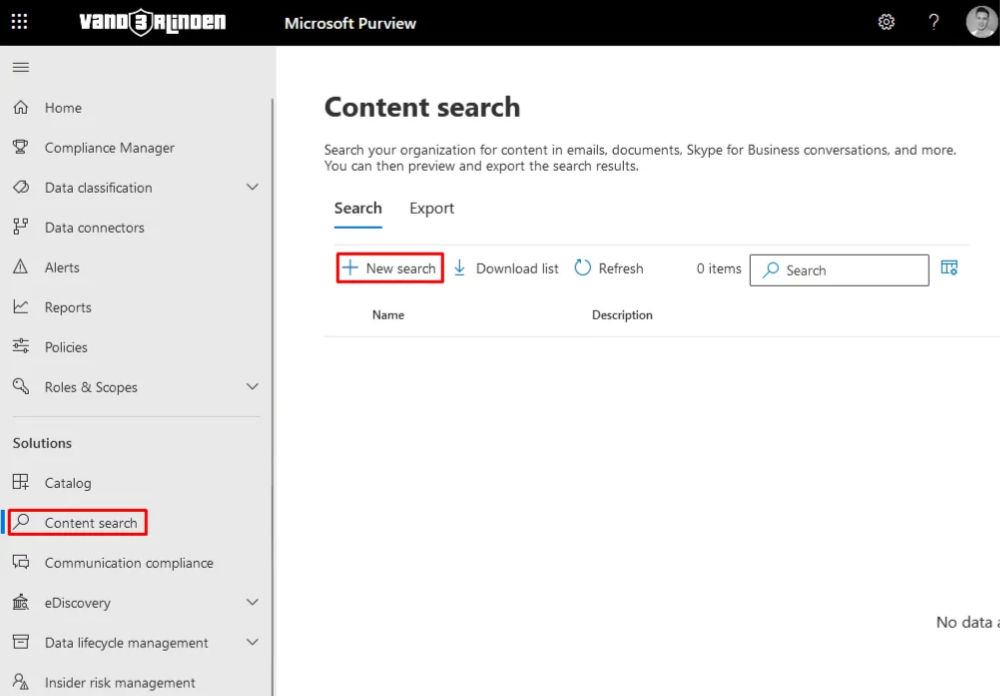 VAND3RLINDEN
Microsoft Purview
?
Home
Compliance Manager
Data classification
Data connectors
Alerts
Reports
Policies
Roles & Scopes
Solutions
Catalog
Content search
Communication compliance
eDiscovery
Data lifecycle management
Insider risk management
Content search
Search your organization for content in emails, documents, Skype for Business conversations, and more.
You can then preview and export the search results.
Search Export
New search Download list Refresh 0 items Search
Name Description
No data a